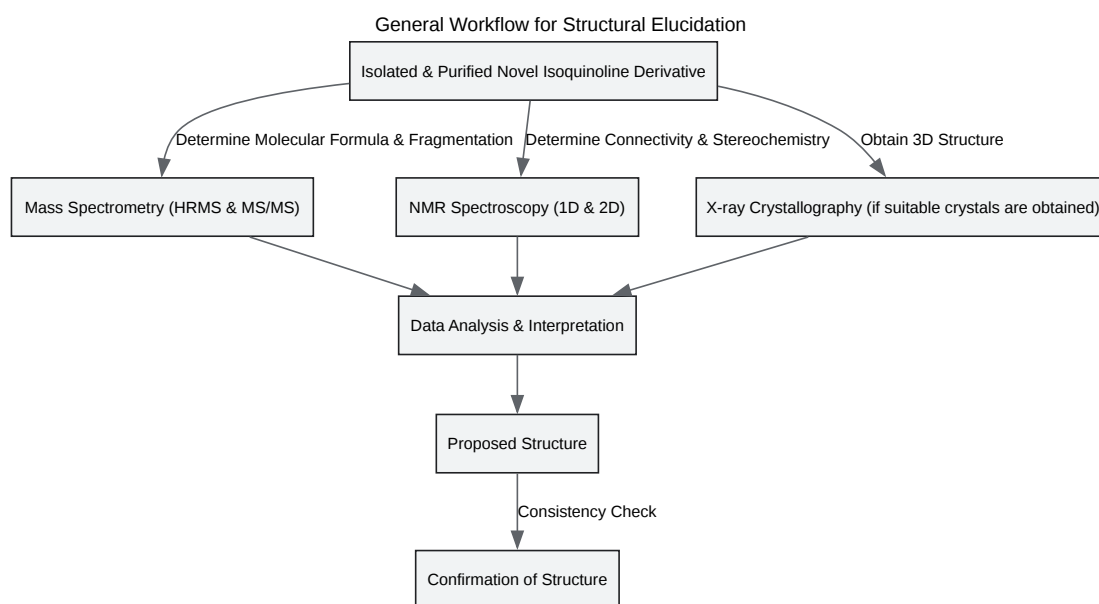 General Workflow for Structural Elucidation
Isolated & Purified Novel Isoquinoline Derivative
Determine Molecular Formula & Fragmentation
Determine Connectivity & Stereochemistry
Obtain 3D Structure
Mass Spectrometry (HRMS & MS/MS)
NMR Spectroscopy (1D & 2D)
X-ray Crystallography (if suitable crystals are obtained)
Data Analysis & Interpretation
Proposed Structure
Consistency Check
Confirmation of Structure